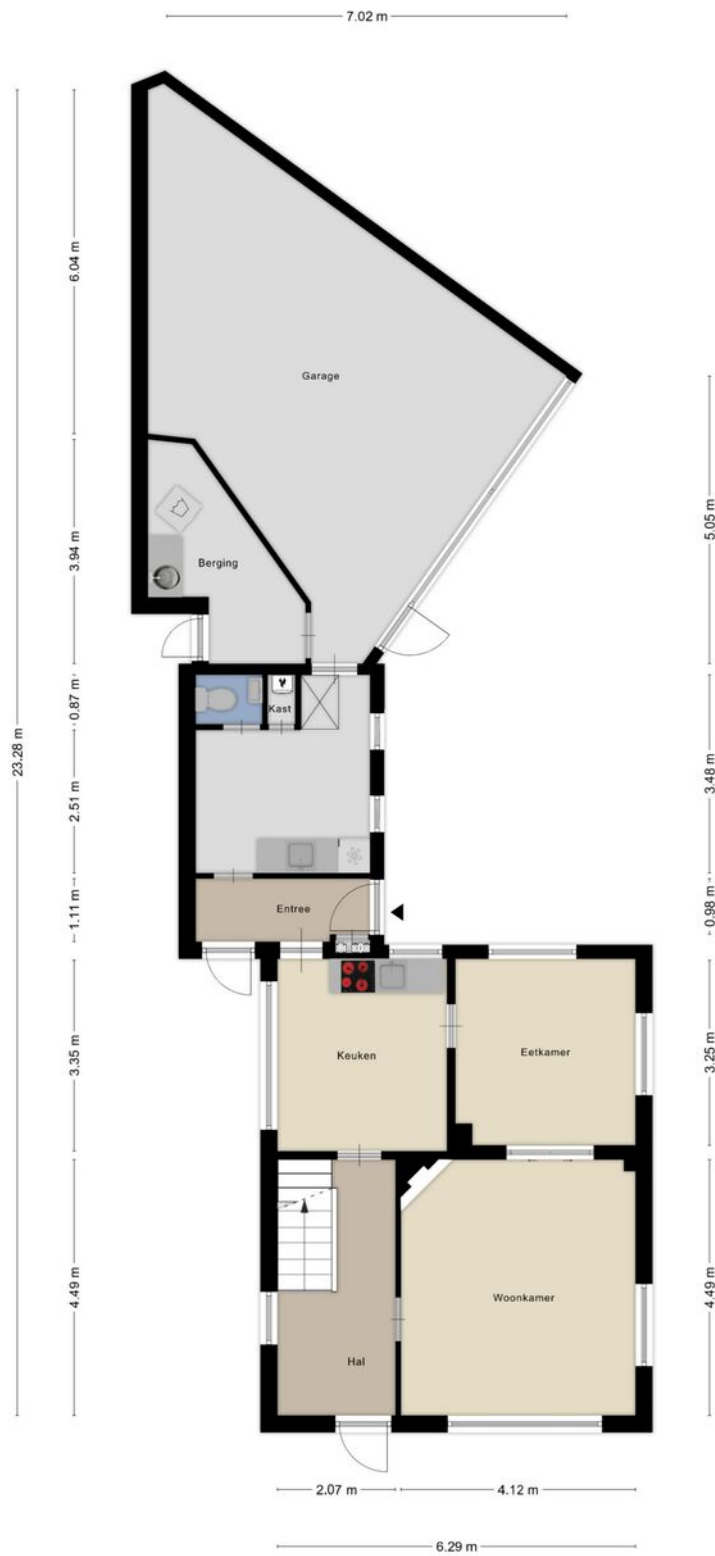 7.02 m
6.04 m
Garage
5.05 m
3.94 m
Berging
0.87 m
Kast
3.48 m
23.28 m
2.51 m
1.11 m
Entree
0.98 m
3.35 m
Keuken
Eetkamer
3.25 m
4.49 m
Woonkamer
4.49 m
Hal
2.07 m
4.12 m
6.29 m